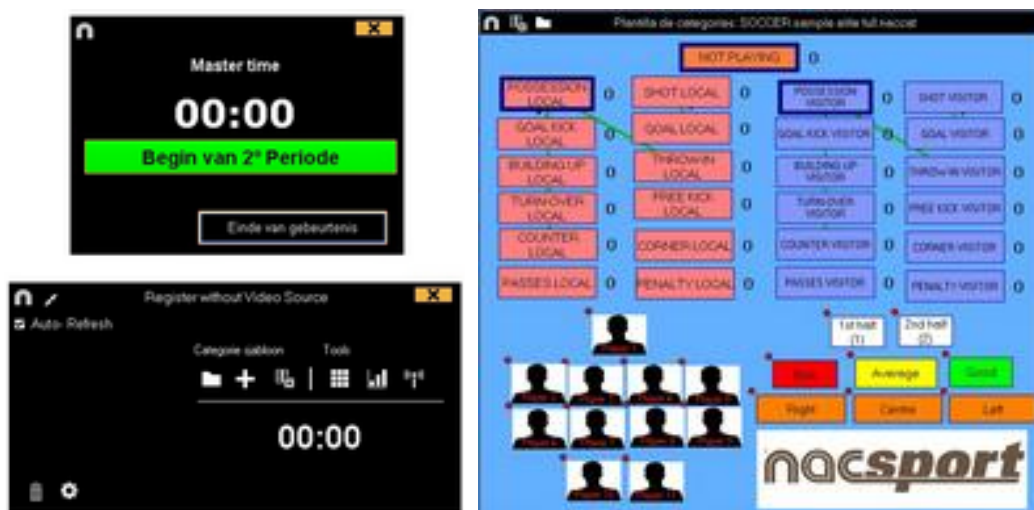 Master time
00:00
Begin van 2ª Periode
Einde van gebeurtenis
Register without Video Source
Auto- Refresh
Categorie sjabloon Tools
00:00
Plantilla de categories: SOCCER sample elite full
NOT PLAYING 0
POSSESSION LOCAL 0
SHOT LOCAL 0
POSSESSION VISITOR 0
SHOT VISITOR 0
GOAL KICK LOCAL 0
GOAL LOCAL 0
GOAL KICK VISITOR 0
GOAL VISITOR 0
BUILDING UP LOCAL 0
THROW-IN LOCAL 0
BUILDING UP VISITOR 0
THROW-IN VISITOR 0
TURN-OVER LOCAL 0
FREE KICK LOCAL 0
TURN-OVER VISITOR 0
FREE KICK VISITOR 0
COUNTER LOCAL 0
CORNER LOCAL 0
COUNTER VISITOR 0
CORNER VISITOR 0
PASSES LOCAL 0
PENALTY LOCAL 0
PASSES VISITOR 0
PENALTY VISITOR 0
1st half (1)
2nd half (2)
Average
Good
Right
Centre
Left
nacsport